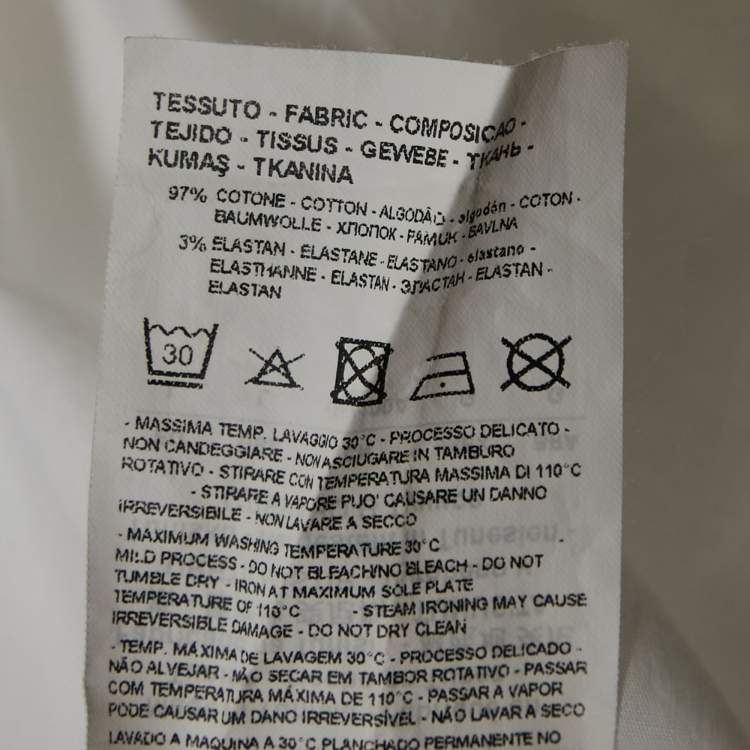 TESSUTO - FABRIC - COMPOSICAO -
TEJIDO - TISSUS - GEWEBE - ТКАНЬ -
KUMAŞ - TKANINA
97% COTONE - COTTON - ALGODÂO - algodón - COTON -
BAUMWOLLE - ХЛОПОК - PAMUK - BAVLNA
3% ELASTAN - ELASTANE - ELASTANO - elastano -
ELASTHANNE - ELASTAN - ЭЛАСТАН - ELASTAN -
ELASTAN
30
- MASSIMA TEMP. LAVAGGIO 30°C - PROCESSO DELICATO -
NON CANDEGGIARE - NON ASCIUGARE IN TAMBURO
ROTATIVO - STIRARE CON TEMPERATURA MASSIMA DI 110°C
- STIRARE A VAPORE PUO' CAUSARE UN DANNO
IRREVERSIBILE - NON LAVARE A SECCO
- MAXIMUM WASHING TEMPERATURE 30°C
MILD PROCESS - DO NOT BLEACH/NO BLEACH - DO NOT
TUMBLE DRY - IRON AT MAXIMUM SOLE PLATE
TEMPERATURE OF 110°C - STEAM IRONING MAY CAUSE
IRREVERSIBLE DAMAGE - DO NOT DRY CLEAN
- TEMP. MÁXIMA DE LAVAGEM 30°C - PROCESSO DELICADO -
NÃO ALVEJAR - NÃO SECAR EM TAMBOR ROTATIVO - PASSAR
COM TEMPERATURA MÁXIMA DE 110°C - PASSAR A VAPOR
PODE CAUSAR UM DANO IRREVERSÍVEL - NÃO LAVAR A SECO
LAVADO A MAQUINA A 30°C PLANCHADO PERMANENTE NO